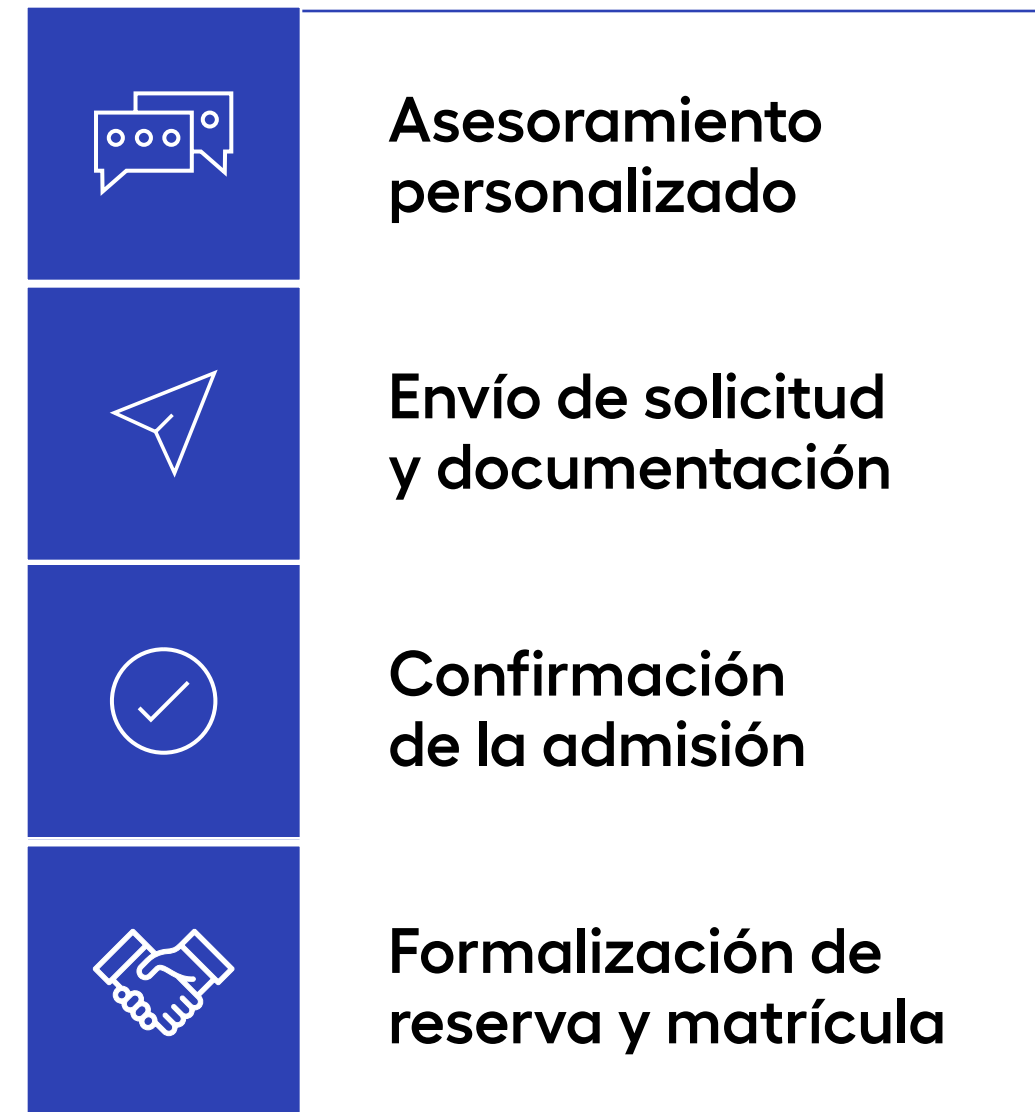 Asesoramiento
personalizado
Envío de solicitud
y documentación
Confirmación
de la admisión
Formalización de
reserva y matrícula